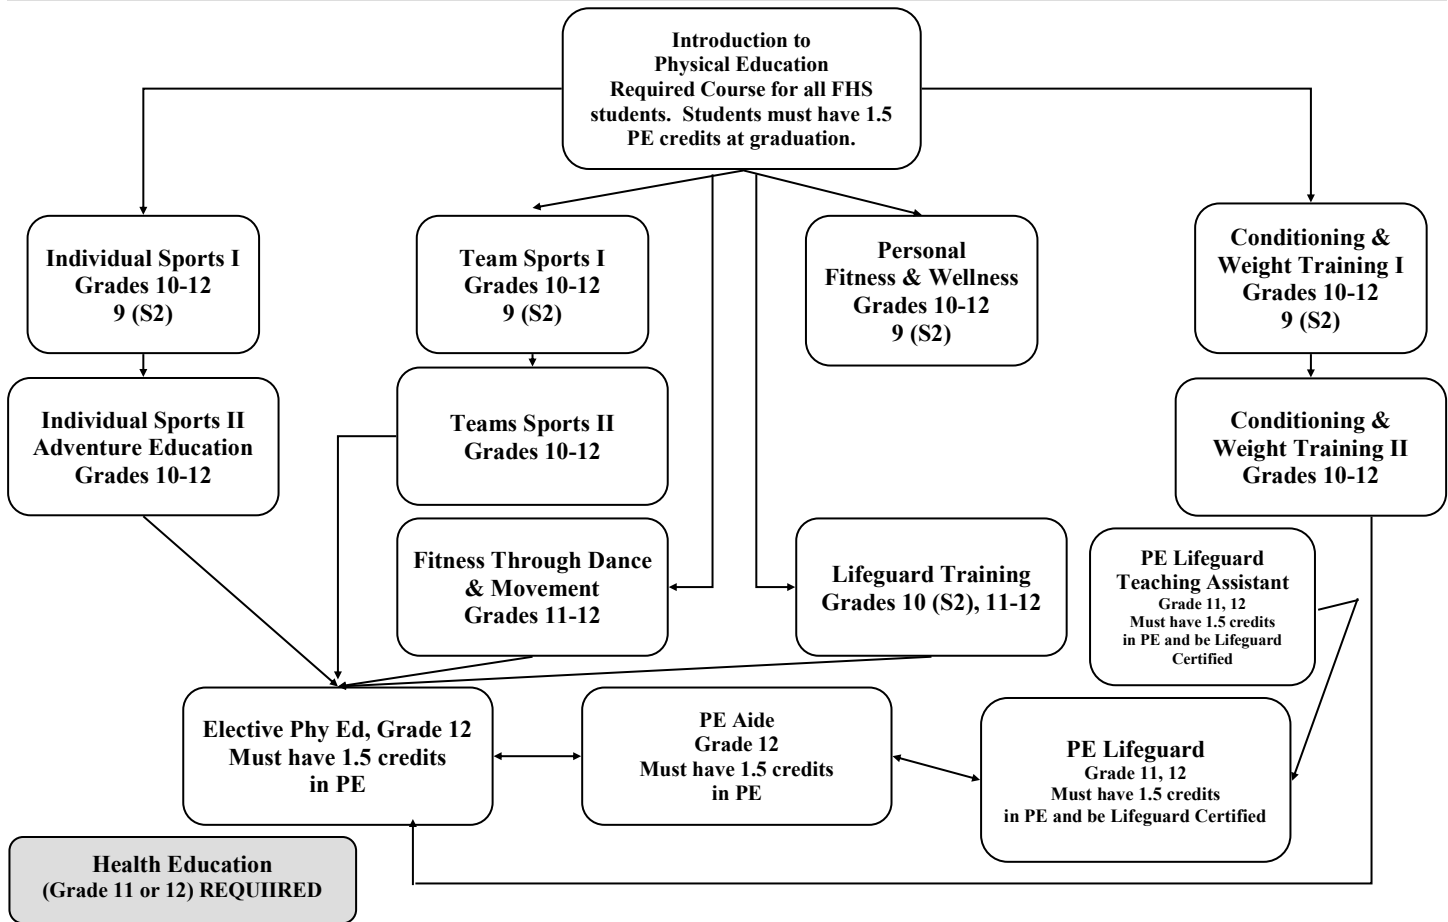 Introduction to
Physical Education
Required Course for all FHS
students.  Students must have 1.5
PE credits at graduation.
Individual Sports I
Grades 10-12
9 (S2)
Team Sports I
Grades 10-12
9 (S2)
Personal
Fitness & Wellness
Grades 10-12
9 (S2)
Conditioning &
Weight Training I
Grades 10-12
9 (S2)
Individual Sports II
Adventure Education
Grades 10-12
Teams Sports II
Grades 10-12
Conditioning &
Weight Training II
Grades 10-12
Fitness Through Dance
& Movement
Grades 11-12
Lifeguard Training
Grades 10 (S2), 11-12
PE Lifeguard
Teaching Assistant
Grade 11, 12
Must have 1.5 credits
in PE and be Lifeguard
Certified
Elective Phy Ed, Grade 12
Must have 1.5 credits
in PE
PE Aide
Grade 12
Must have 1.5 credits
in PE
PE Lifeguard
Grade 11, 12
Must have 1.5 credits
in PE and be Lifeguard Certified
Health Education
(Grade 11 or 12) REQUIIRED